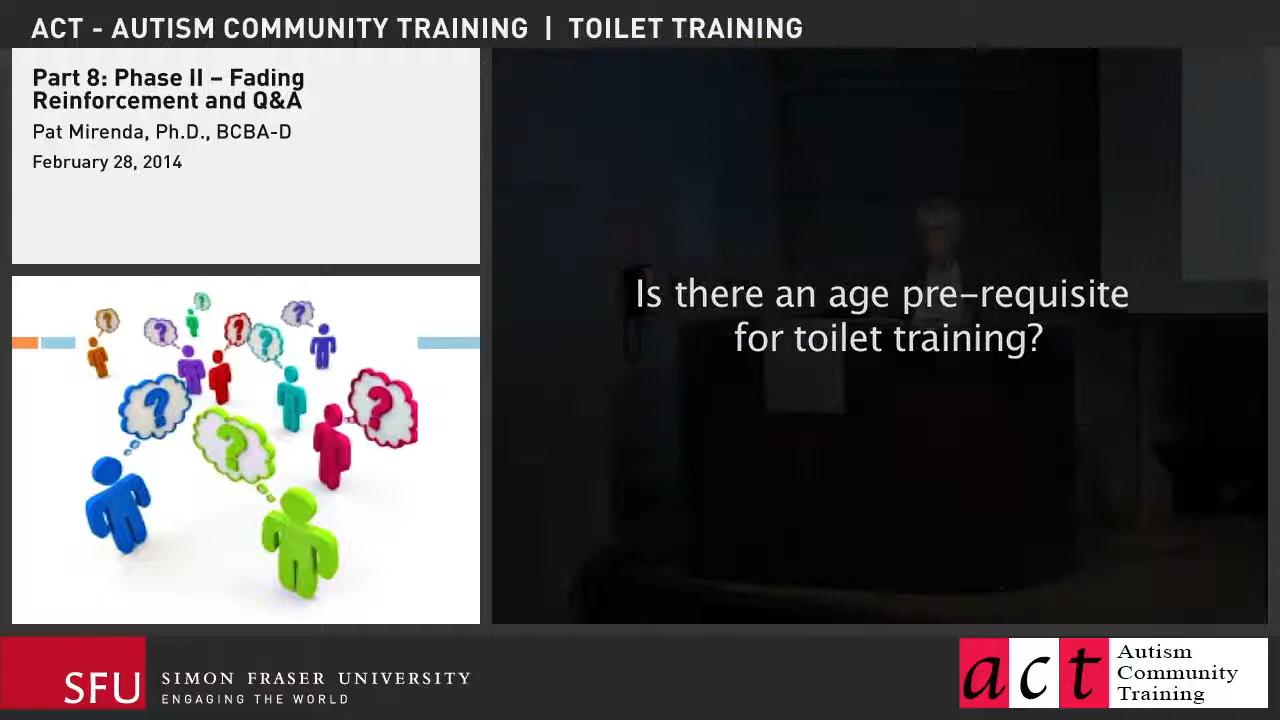 ACT - AUTISM COMMUNITY TRAINING | TOILET TRAINING
Part 8: Phase II – Fading
Reinforcement and Q&A
Pat Mirenda, Ph.D., BCBA-D
February 28, 2014
?
?
?
?
?
?
?
?
?
Is there an age pre-requisite
for toilet training?
SFU
SIMON FRASER UNIVERSITY
ENGAGING THE WORLD
act
Autism
Community
Training